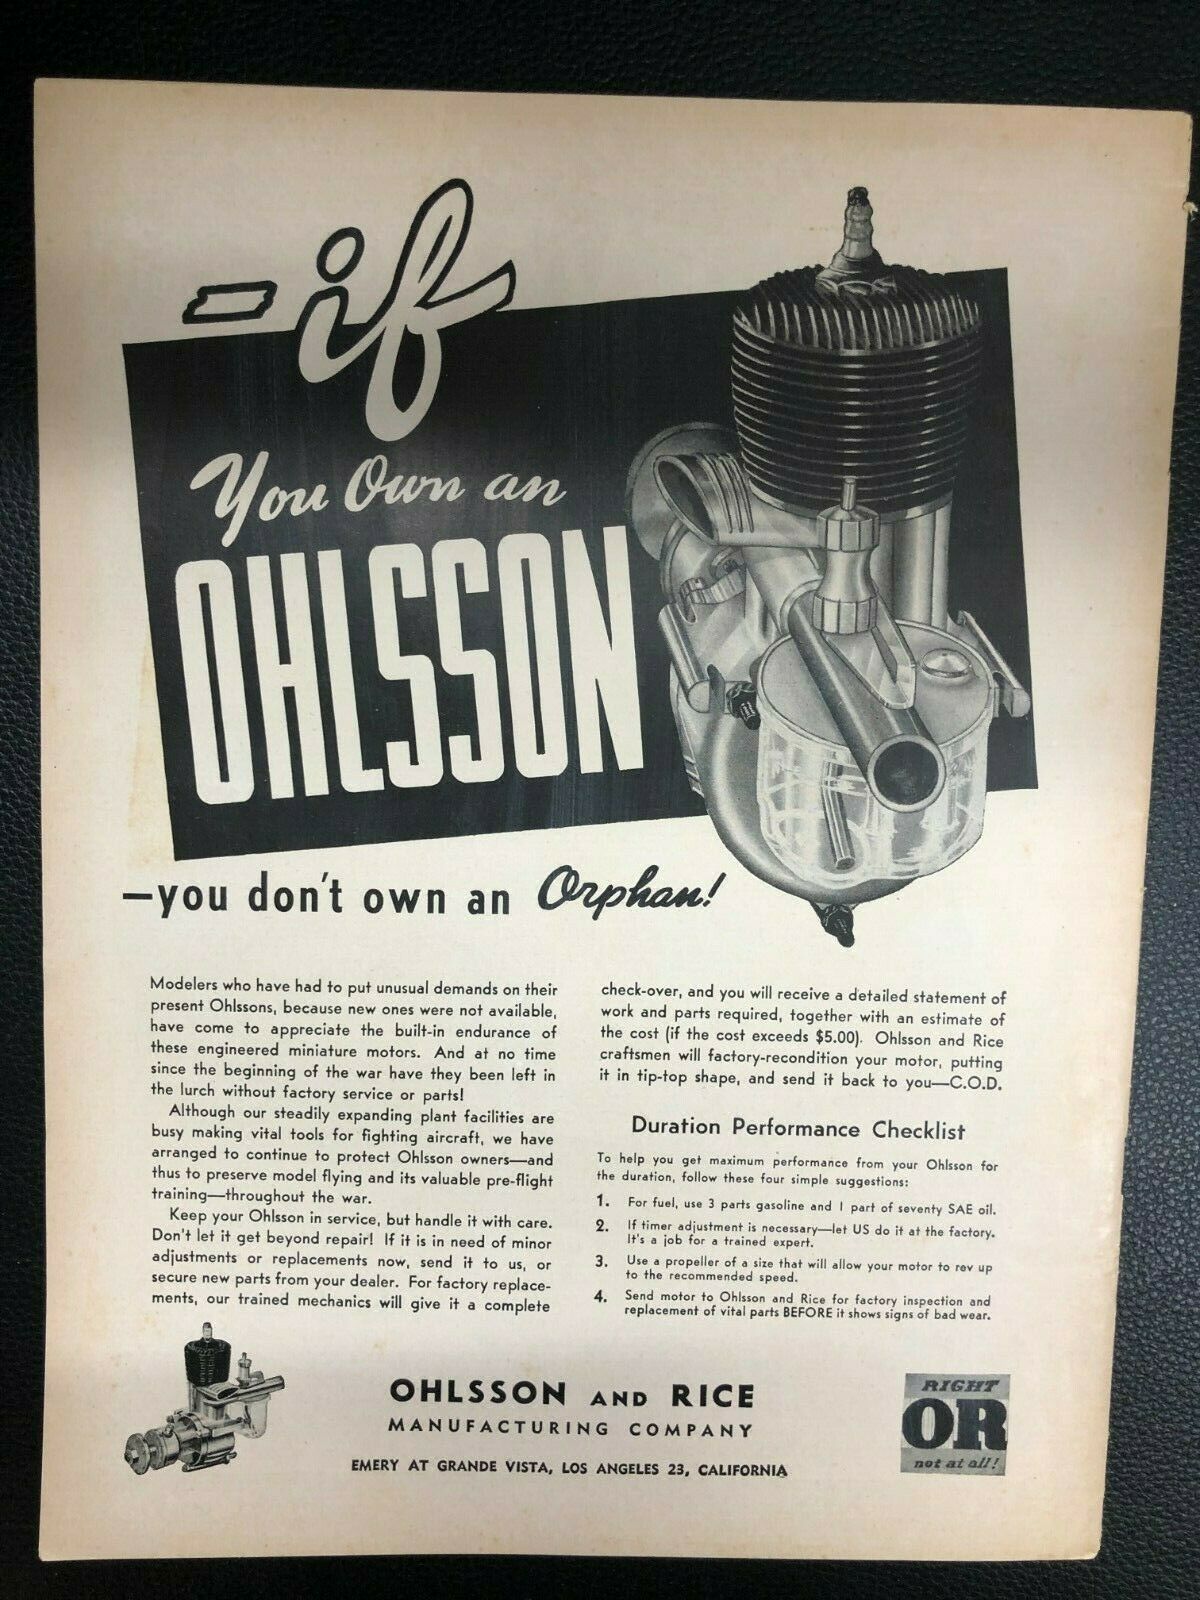 -if
You Own an
OHLSSON
—you don't own an Orphan!
Modelers who have had to put unusual demands on their
present Ohlssons, because new ones were not available,
have come to appreciate the built-in endurance of
these engineered miniature motors. And at no time
since the beginning of the war have they been left in
the lurch without factory service or parts!
Although our steadily expanding plant facilities are
busy making vital tools for fighting aircraft, we have
arranged to continue to protect Ohlsson owners—and
thus to preserve model flying and its valuable pre-flight
training—throughout the war.
Keep your Ohlsson in service, but handle it with care.
Don't let it get beyond repair! If it is in need of minor
adjustments or replacements now, send it to us, or
secure new parts from your dealer. For factory replace-
ments, our trained mechanics will give it a complete
check-over, and you will receive a detailed statement of
work and parts required, together with an estimate of
the cost (if the cost exceeds $5.00). Ohlsson and Rice
craftsmen will factory-recondition your motor, putting
it in tip-top shape, and send it back to you—C.O.D.
Duration Performance Checklist
To help you get maximum performance from your Ohlsson for
the duration, follow these four simple suggestions:
1. For fuel, use 3 parts gasoline and 1 part of seventy SAE oil.
2. If timer adjustment is necessary—let US do it at the factory.
It's a job for a trained expert.
3. Use a propeller of a size that will allow your motor to rev up
to the recommended speed.
4. Send motor to Ohlsson and Rice for factory inspection and
replacement of vital parts BEFORE it shows signs of bad wear.
OHLSSON AND RICE
MANUFACTURING COMPANY
EMERY AT GRANDE VISTA, LOS ANGELES 23, CALIFORNIA
RIGHT
OR
not at all!